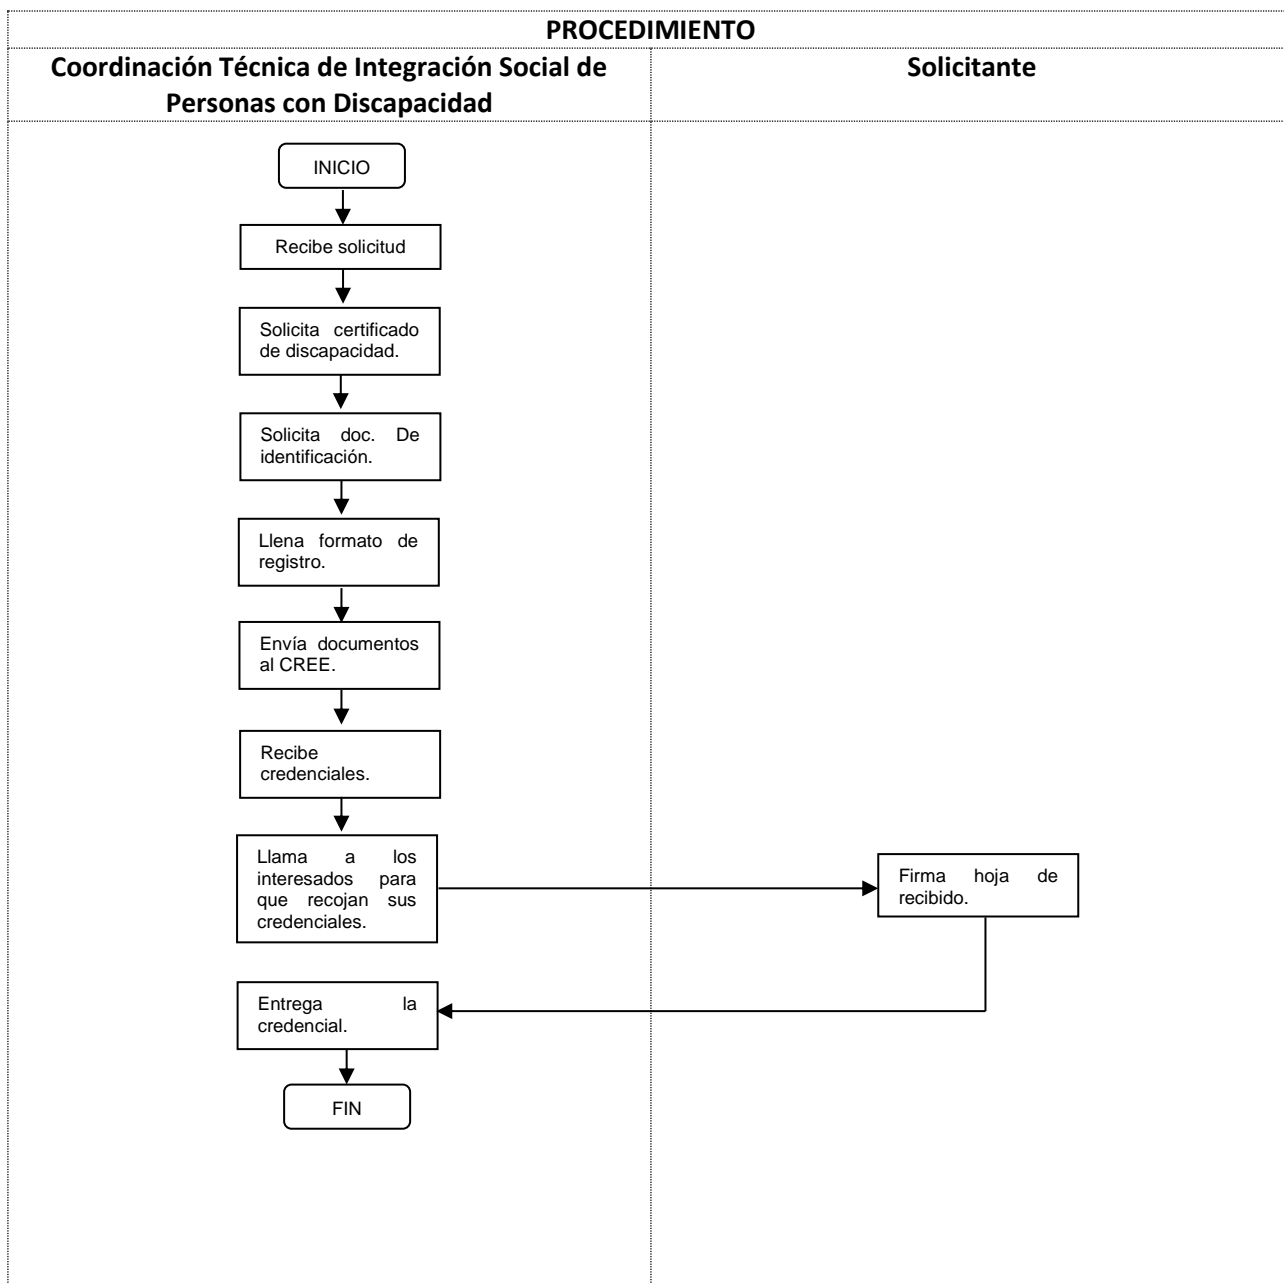 PROCEDIMIENTO
Coordinación Técnica de Integración Social de
Personas con Discapacidad
Solicitante
INICIO
Recibe solicitud
Solicita certificado
de discapacidad.
Solicita doc. De
identificación.
Llena formato de
registro.
Envía documentos
al CREE.
Recibe
credenciales.
Llama a los
interesados para
que recojan sus
credenciales.
Firma hoja de
recibido.
Entrega la
credencial.
FIN